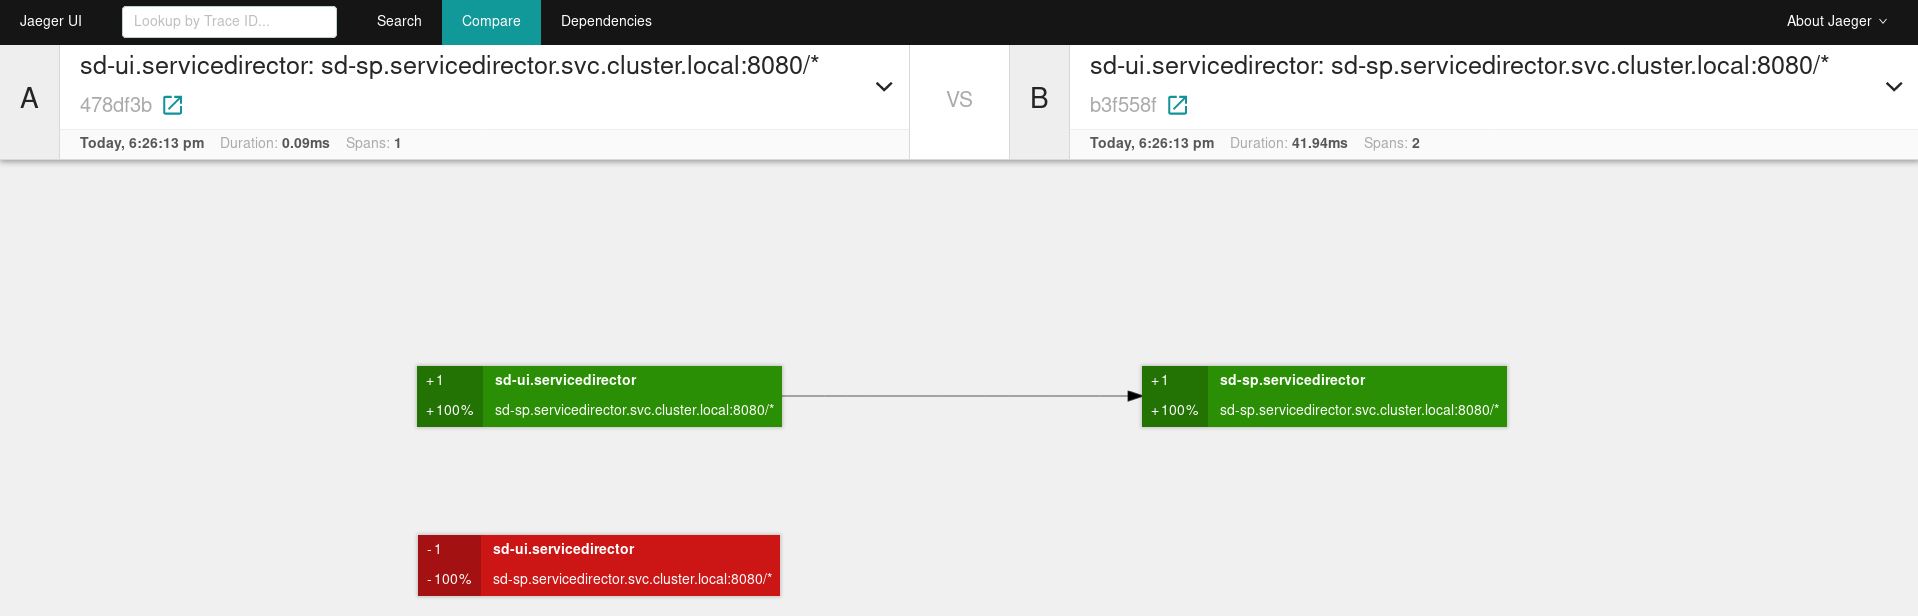 Jaeger UI Lookup by Trace ID... Search Compare Dependencies About Jaeger
A
sd-ui.servicedirector: sd-sp.servicedirector.svc.cluster.local:8080/*
478df3b
Today, 6:26:13 pm Duration: 0.09ms Spans: 1
VS
B
sd-ui.servicedirector: sd-sp.servicedirector.svc.cluster.local:8080/*
b3f558f
Today, 6:26:13 pm Duration: 41.94ms Spans: 2
+1 sd-ui.servicedirector
+100% sd-sp.servicedirector.svc.cluster.local:8080/*
+1 sd-sp.servicedirector
+100% sd-sp.servicedirector.svc.cluster.local:8080/*
-1 sd-ui.servicedirector
-100% sd-sp.servicedirector.svc.cluster.local:8080/*